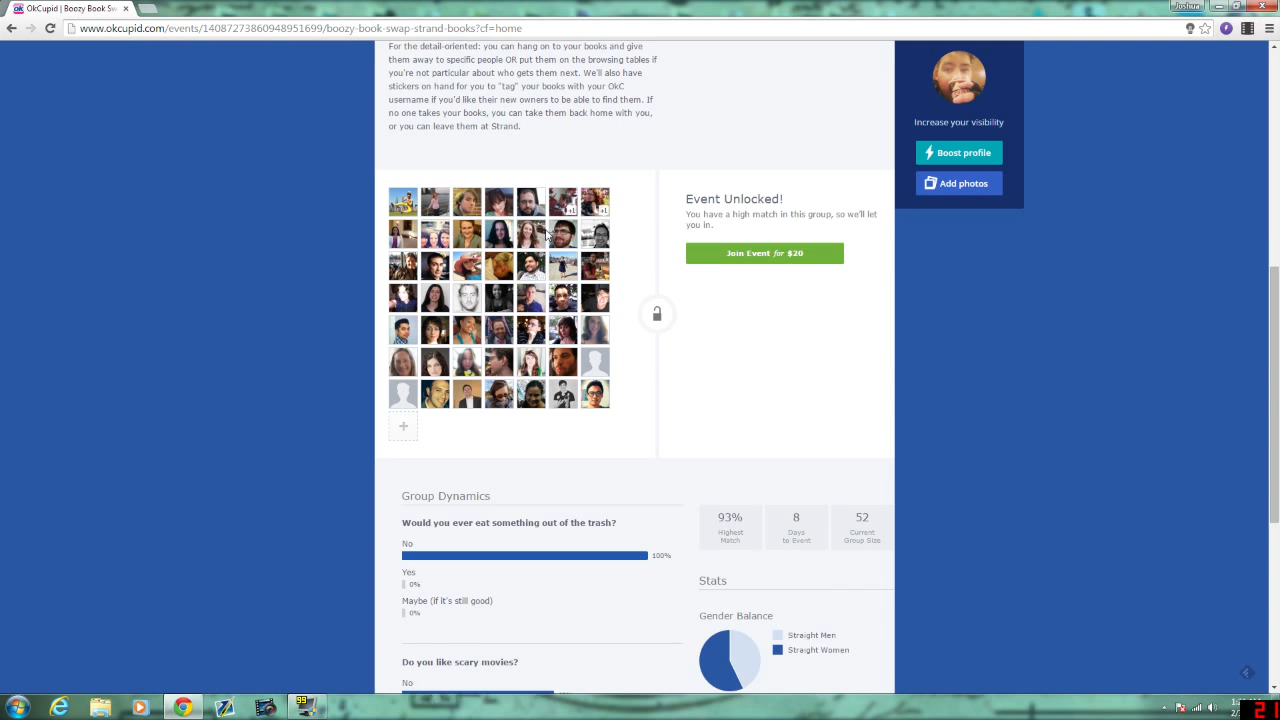 OkCupid | Boozy Book Sw
Joshua
www.okcupid.com/events/14087273860948951699/boozy-book-swap-strand-books?cf=home
For the detail-oriented: you can hang on to your books and give
them away to specific people OR put them on the browsing tables if
you're not particular about who gets them next. We'll also have
stickers on hand for you to "tag" your books with your OkC
username if you'd like their new owners to be able to find them. If
no one takes your books, you can take them back home with you,
or you can leave them at Strand.
Increase your visibility
Boost profile
Add photos
+1
+1
Event Unlocked!
You have a high match in this group, so we'll let
you in.
Join Event for $20
Group Dynamics
Would you ever eat something out of the trash?
No
100%
Yes
0%
Maybe (if it's still good)
0%
Do you like scary movies?
93%
Highest
Match
8
Days
to Event
52
Current
Group Size
Stats
Gender Balance
Straight Men
Straight Women
99
21